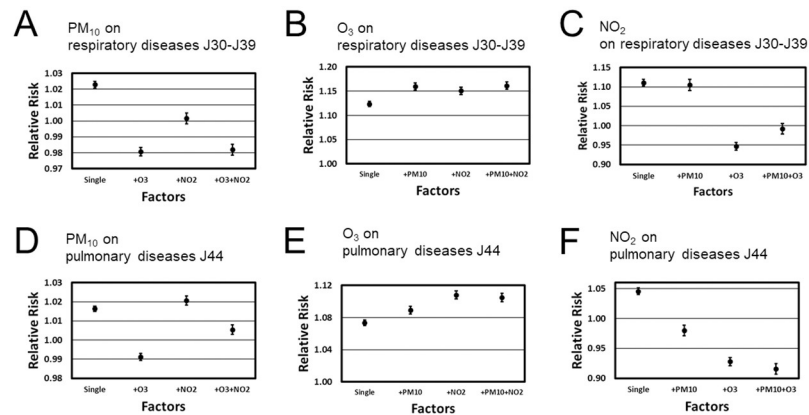 A
PM10 on
respiratory diseases J30-J39
Relative Risk
1.03
1.02
1.01
1.00
0.99
0.98
0.97
Single
+O3
+NO2
+O3+NO2
Factors
B
O3 on
respiratory diseases J30-J39
Relative Risk
1.20
1.15
1.10
1.05
1.00
Single
+PM10
+NO2
+PM10+NO2
Factors
C
NO2
on respiratory diseases J30-J39
Relative Risk
1.15
1.10
1.05
1.00
0.95
0.90
Single
+PM10
+O3
+PM10+O3
Factors
D
PM10 on
pulmonary diseases J44
Relative Risk
1.03
1.02
1.01
1.00
0.99
0.98
Single
+O3
+NO2
+O3+NO2
Factors
E
O3 on
pulmonary diseases J44
Relative Risk
1.12
1.08
1.04
1.00
Single
+PM10
+NO2
+PM10+NO2
Factors
F
NO2 on
pulmonary diseases J44
Relative Risk
1.05
1.00
0.95
0.90
Single
+PM10
+O3
+PM10+O3
Factors